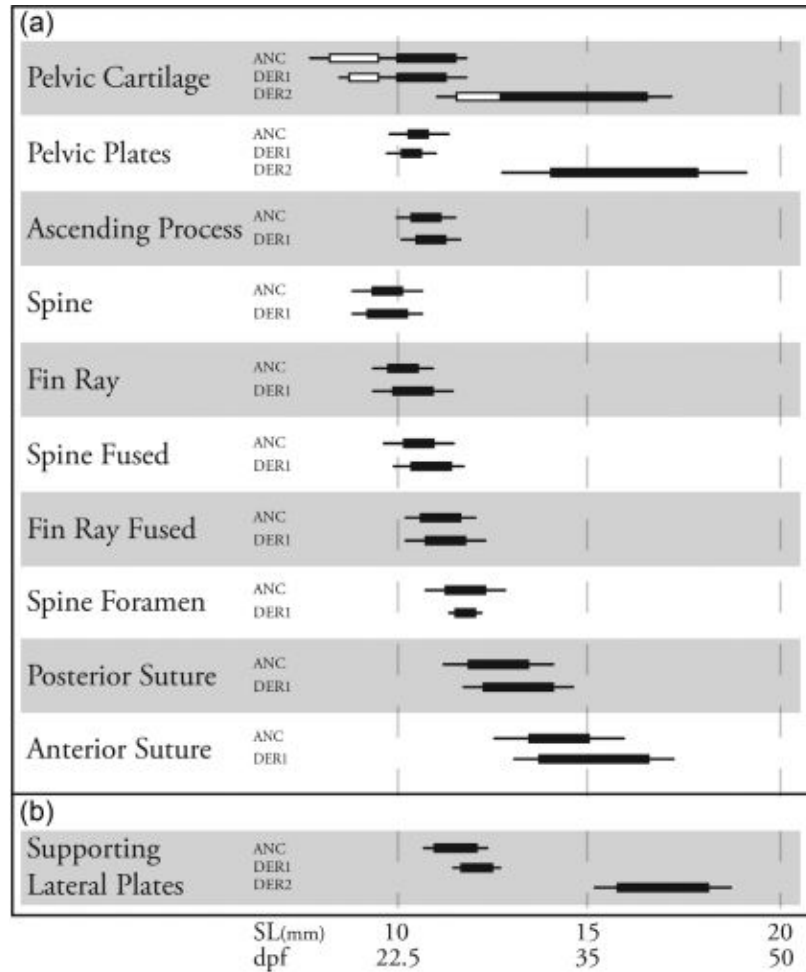 (a)
Pelvic Cartilage
ANC
DER1
DER2
Pelvic Plates
ANC
DER1
DER2
Ascending Process
ANC
DER1
Spine
ANC
DER1
Fin Ray
ANC
DER1
Spine Fused
ANC
DER1
Fin Ray Fused
ANC
DER1
Spine Foramen
ANC
DER1
Posterior Suture
ANC
DER1
Anterior Suture
ANC
DER1
(b)
Supporting
Lateral Plates
ANC
DER1
DER2
SL(mm) 10 15 20
dpf 22.5 35 50